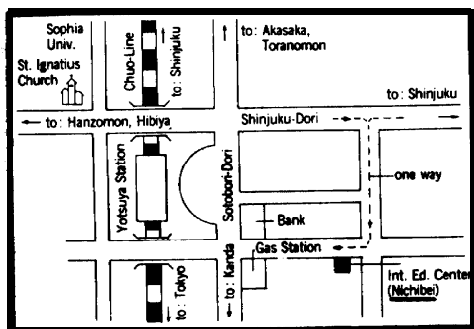 Sophia
Univ.
St. Ignatius
Church
Chuo-Line
to: Shinjuku
to: Akasaka,
Toranomon
to: Shinjuku
to: Hanzomon, Hibiya
Shinjuku-Dori
Yotsuya Station
Sotobori-Dori
one way
Bank
Gas Station
to: Tokyo
to: Kanda
Int. Ed. Center
(Nichibei)